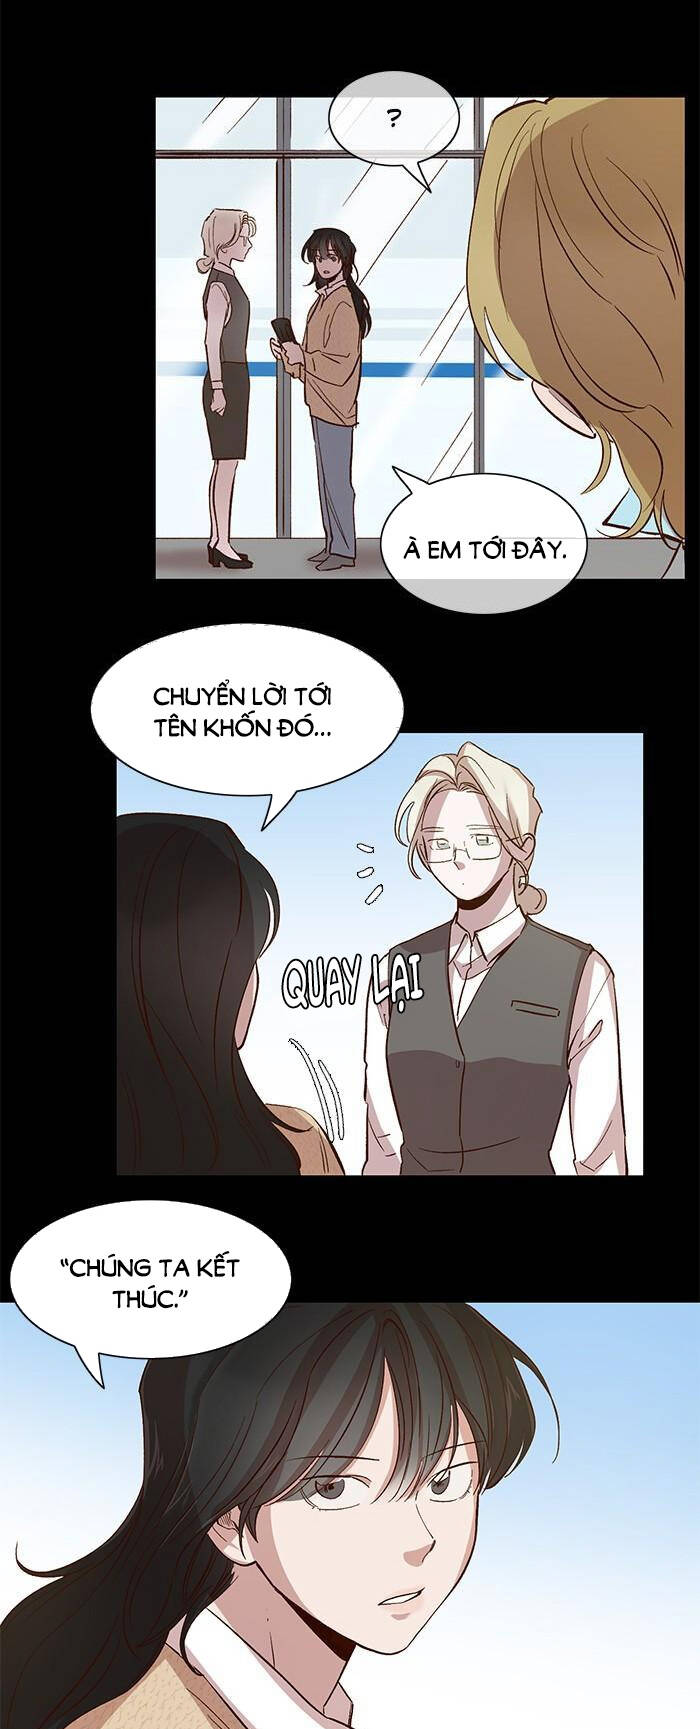 ?
À EM TỚI ĐÂY.
CHUYỂN LỜI TỚI
TÊN KHỐN ĐÓ...
QUAY LẠI
“CHÚNG TA KẾT
THÚC.”